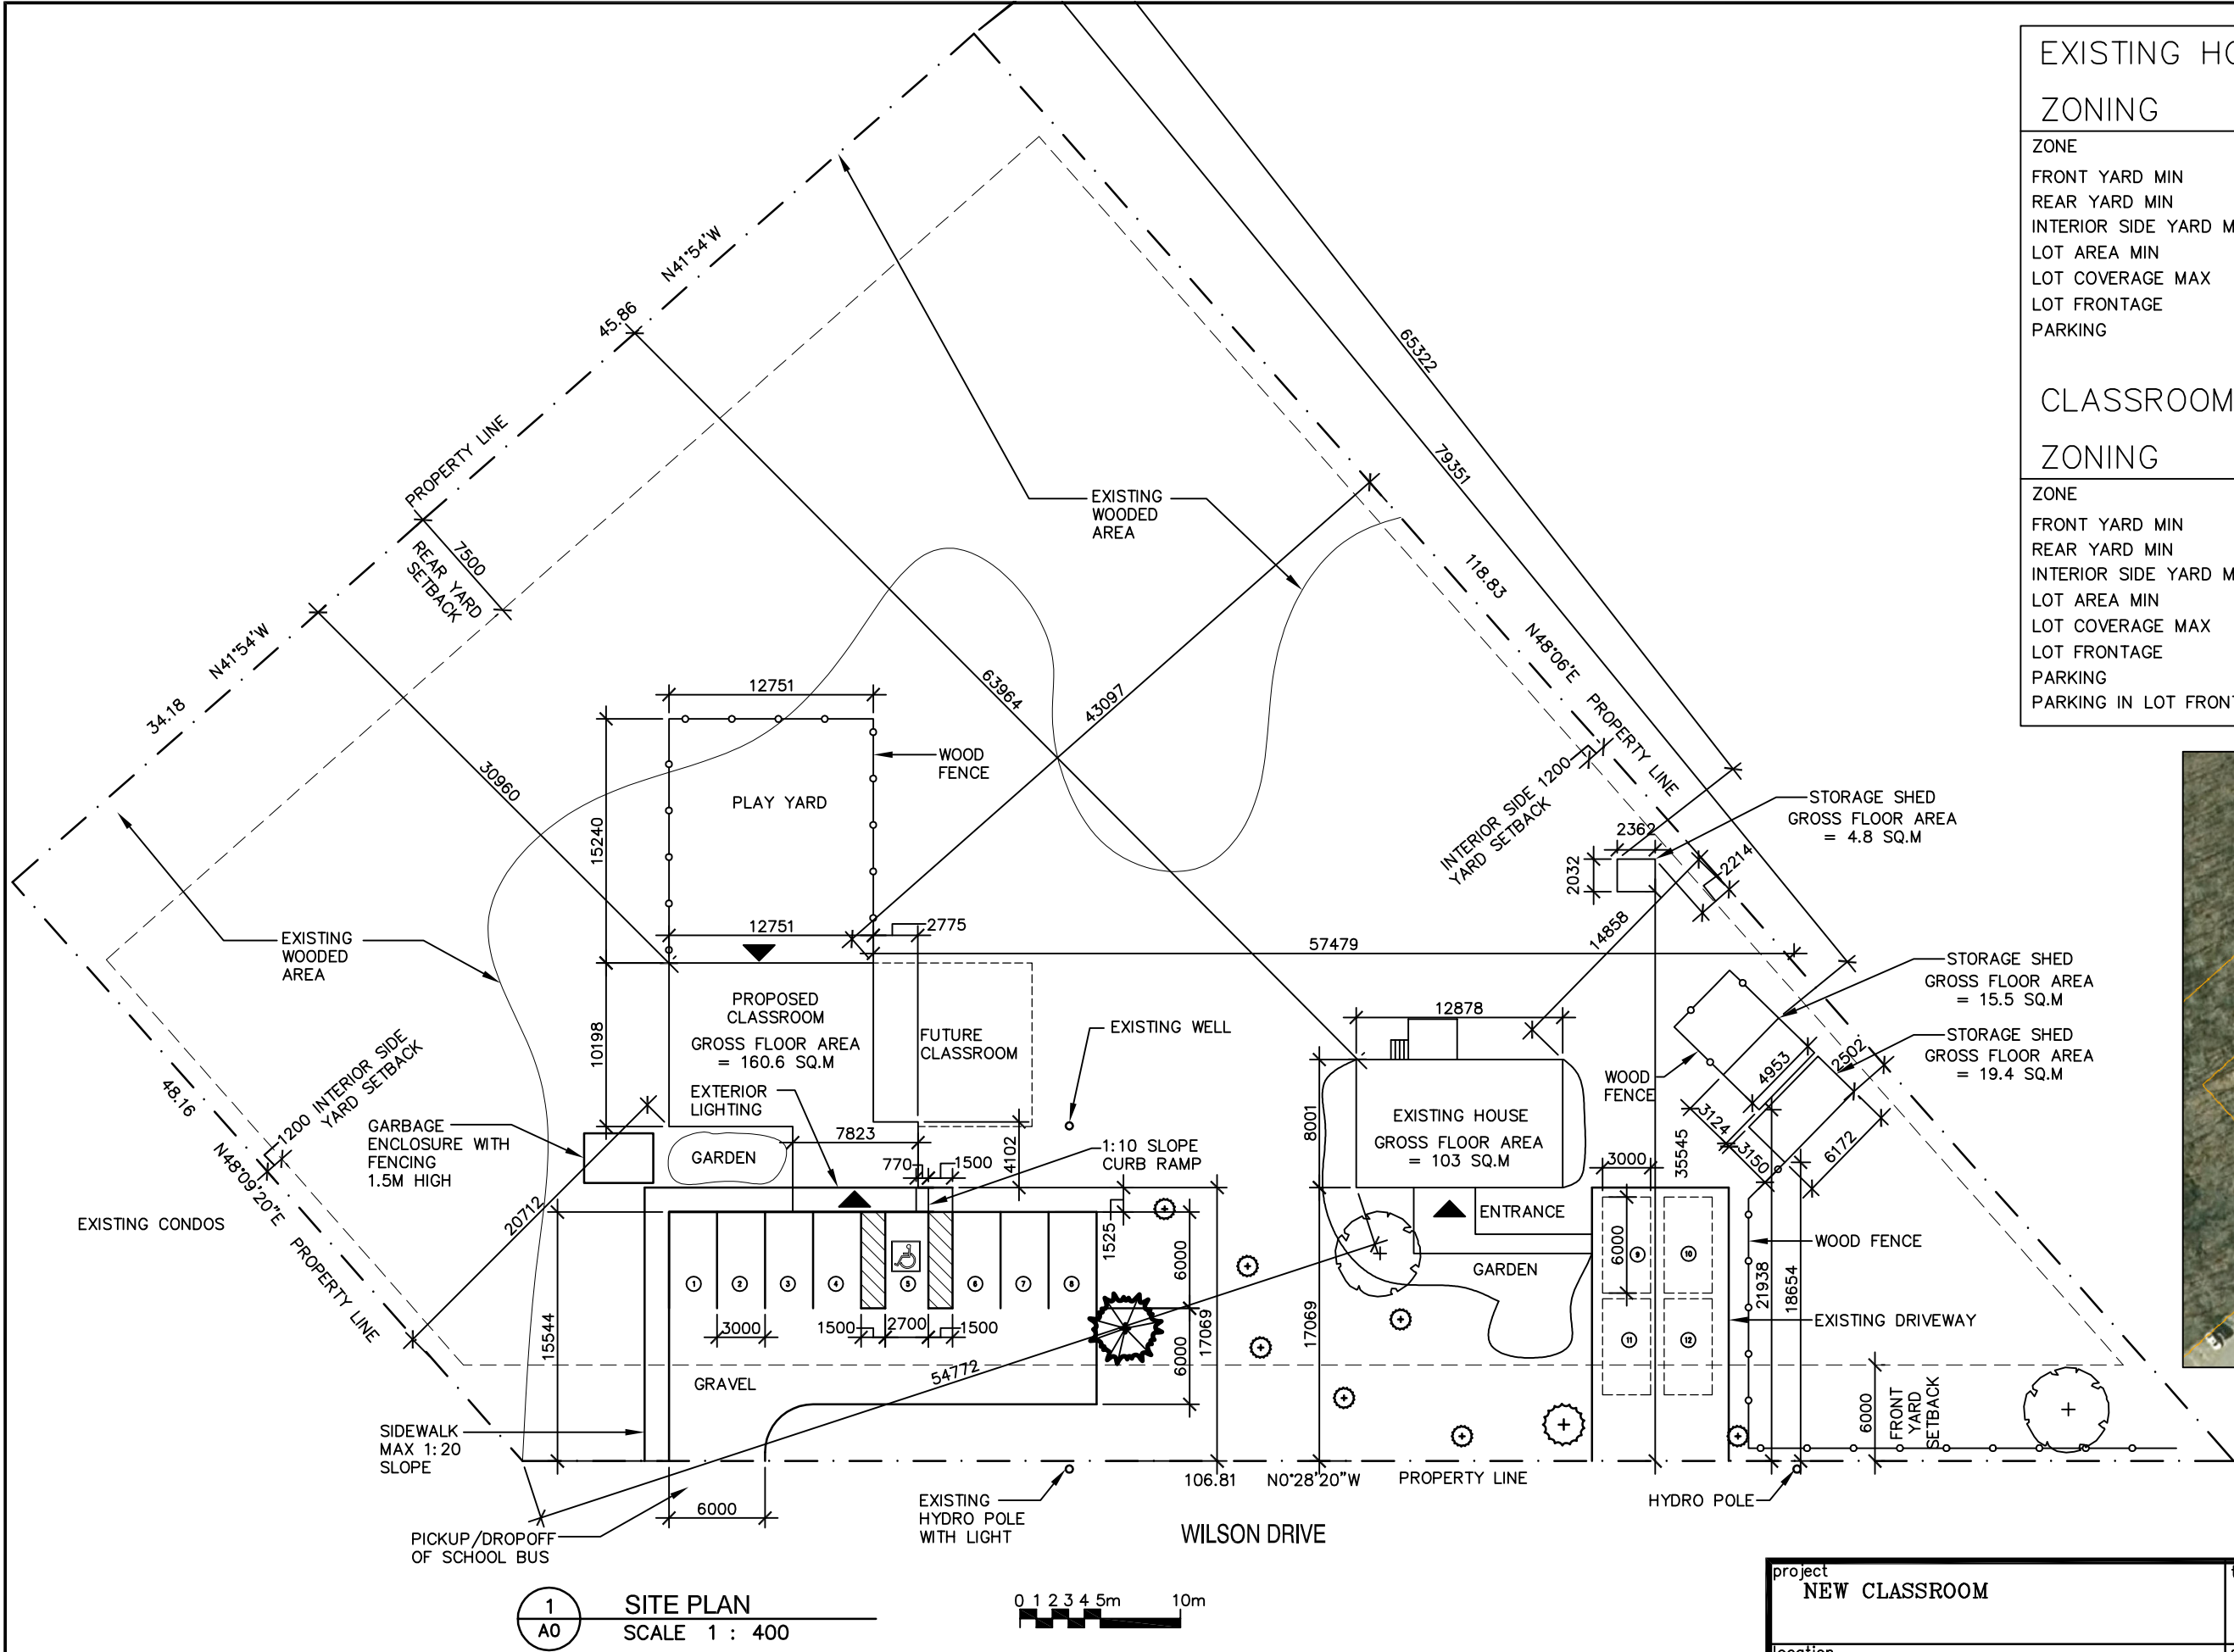 EXISTING HO
ZONING
ZONE
FRONT YARD MIN
REAR YARD MIN
INTERIOR SIDE YARD M
LOT AREA MIN
LOT COVERAGE MAX
LOT FRONTAGE
PARKING
CLASSROOM
ZONING
ZONE
FRONT YARD MIN
REAR YARD MIN
INTERIOR SIDE YARD M
LOT AREA MIN
LOT COVERAGE MAX
LOT FRONTAGE
PARKING
PARKING IN LOT FRONT
N41°54'W
45.86
65322
79351
PROPERTY LINE
7500
REAR YARD
SETBACK
EXISTING
WOODED
AREA
118.83
N48°06'E
PROPERTY LINE
N41°54'W
34.18
63964
43097
30960
12751
WOOD
FENCE
PLAY YARD
15240
INTERIOR SIDE 1200
YARD SETBACK
STORAGE SHED
GROSS FLOOR AREA
= 4.8 SQ.M
2362
2032
2214
14858
12751
2775
57479
EXISTING
WOODED
AREA
STORAGE SHED
GROSS FLOOR AREA
= 15.5 SQ.M
PROPOSED
CLASSROOM
GROSS FLOOR AREA
= 160.6 SQ.M
10198
FUTURE
CLASSROOM
EXISTING WELL
12878
STORAGE SHED
GROSS FLOOR AREA
= 19.4 SQ.M
WOOD
FENCE
4953
2502
3124
3150
6172
48.16
1200 INTERIOR SIDE
YARD SETBACK
EXTERIOR
LIGHTING
GARBAGE
ENCLOSURE WITH
FENCING
1.5M HIGH
7823
GARDEN
770
1500
4102
1:10 SLOPE
CURB RAMP
8001
EXISTING HOUSE
GROSS FLOOR AREA
= 103 SQ.M
3000
35545
N48°09'20"E
PROPERTY LINE
EXISTING CONDOS
20712
1525
ENTRANCE
WOOD FENCE
6000
GARDEN
1
2
3
4
5
6
7
8
9
10
11
12
6000
21938
18654
EXISTING DRIVEWAY
3000
1500
2700
1500
15544
6000
17069
17069
54772
GRAVEL
6000
FRONT
YARD
SETBACK
SIDEWALK
MAX 1:20
SLOPE
106.81
N0°28'20"W
PROPERTY LINE
6000
EXISTING
HYDRO POLE
WITH LIGHT
HYDRO POLE
PICKUP/DROPOFF
OF SCHOOL BUS
WILSON DRIVE
1
A0
SITE PLAN
SCALE 1 : 400
0 1 2 3 4 5m 10m
project
NEW CLASSROOM
location